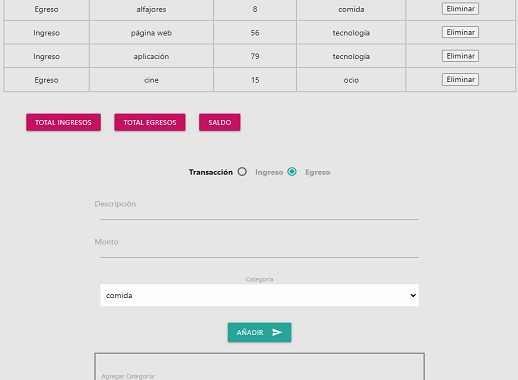 Egreso alfajores 8 comida Eliminar
Ingreso página web 56 tecnología Eliminar
Ingreso aplicación 79 tecnología Eliminar
Egreso cine 15 ocio Eliminar
TOTAL INGRESOS TOTAL EGRESOS SALDO
Transacción Ingreso Egreso
Descripción
Monto
Categoría
comida
AÑADIR
Agregar Categoría: